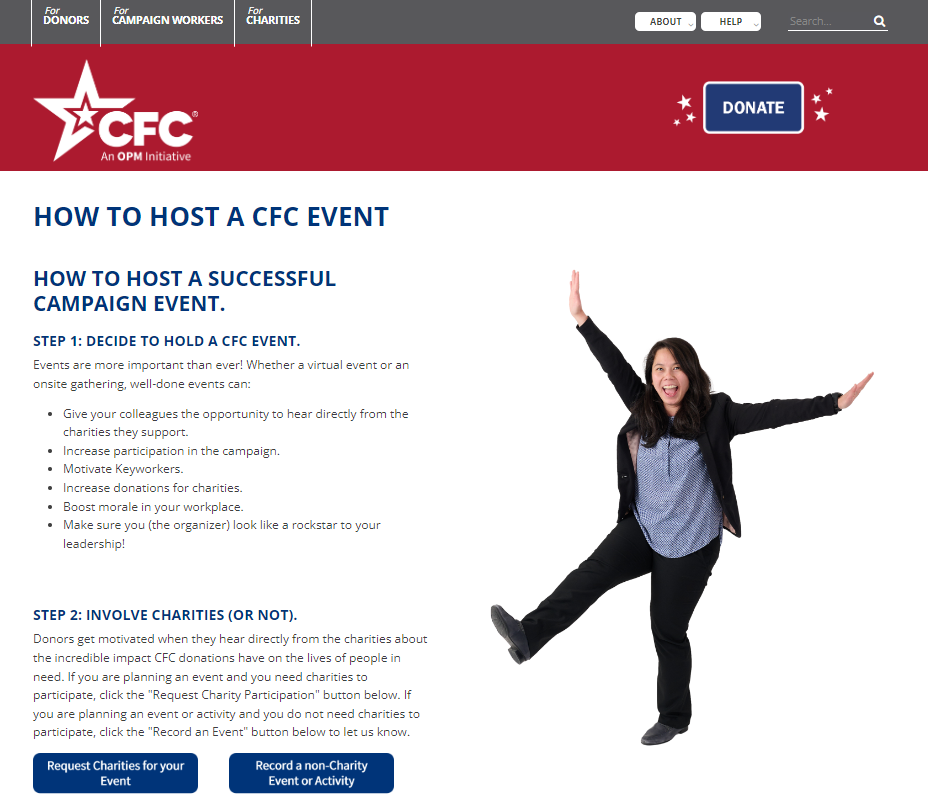 For
DONORS
For
CAMPAIGN WORKERS
For
CHARITIES
ABOUT
HELP
Search...
CFC®
An OPM Initiative
DONATE
HOW TO HOST A CFC EVENT
HOW TO HOST A SUCCESSFUL
CAMPAIGN EVENT.
STEP 1: DECIDE TO HOLD A CFC EVENT.
Events are more important than ever! Whether a virtual event or an
onsite gathering, well-done events can:
• Give your colleagues the opportunity to hear directly from the
charities they support.
• Increase participation in the campaign.
• Motivate Keyworkers.
• Increase donations for charities.
• Boost morale in your workplace.
• Make sure you (the organizer) look like a rockstar to your
leadership!
STEP 2: INVOLVE CHARITIES (OR NOT).
Donors get motivated when they hear directly from the charities about
the incredible impact CFC donations have on the lives of people in
need. If you are planning an event and you need charities to
participate, click the "Request Charity Participation" button below. If
you are planning an event or activity and you do not need charities to
participate, click the "Record an Event" button below to let us know.
Request Charities for your
Event
Record a non-Charity
Event or Activity